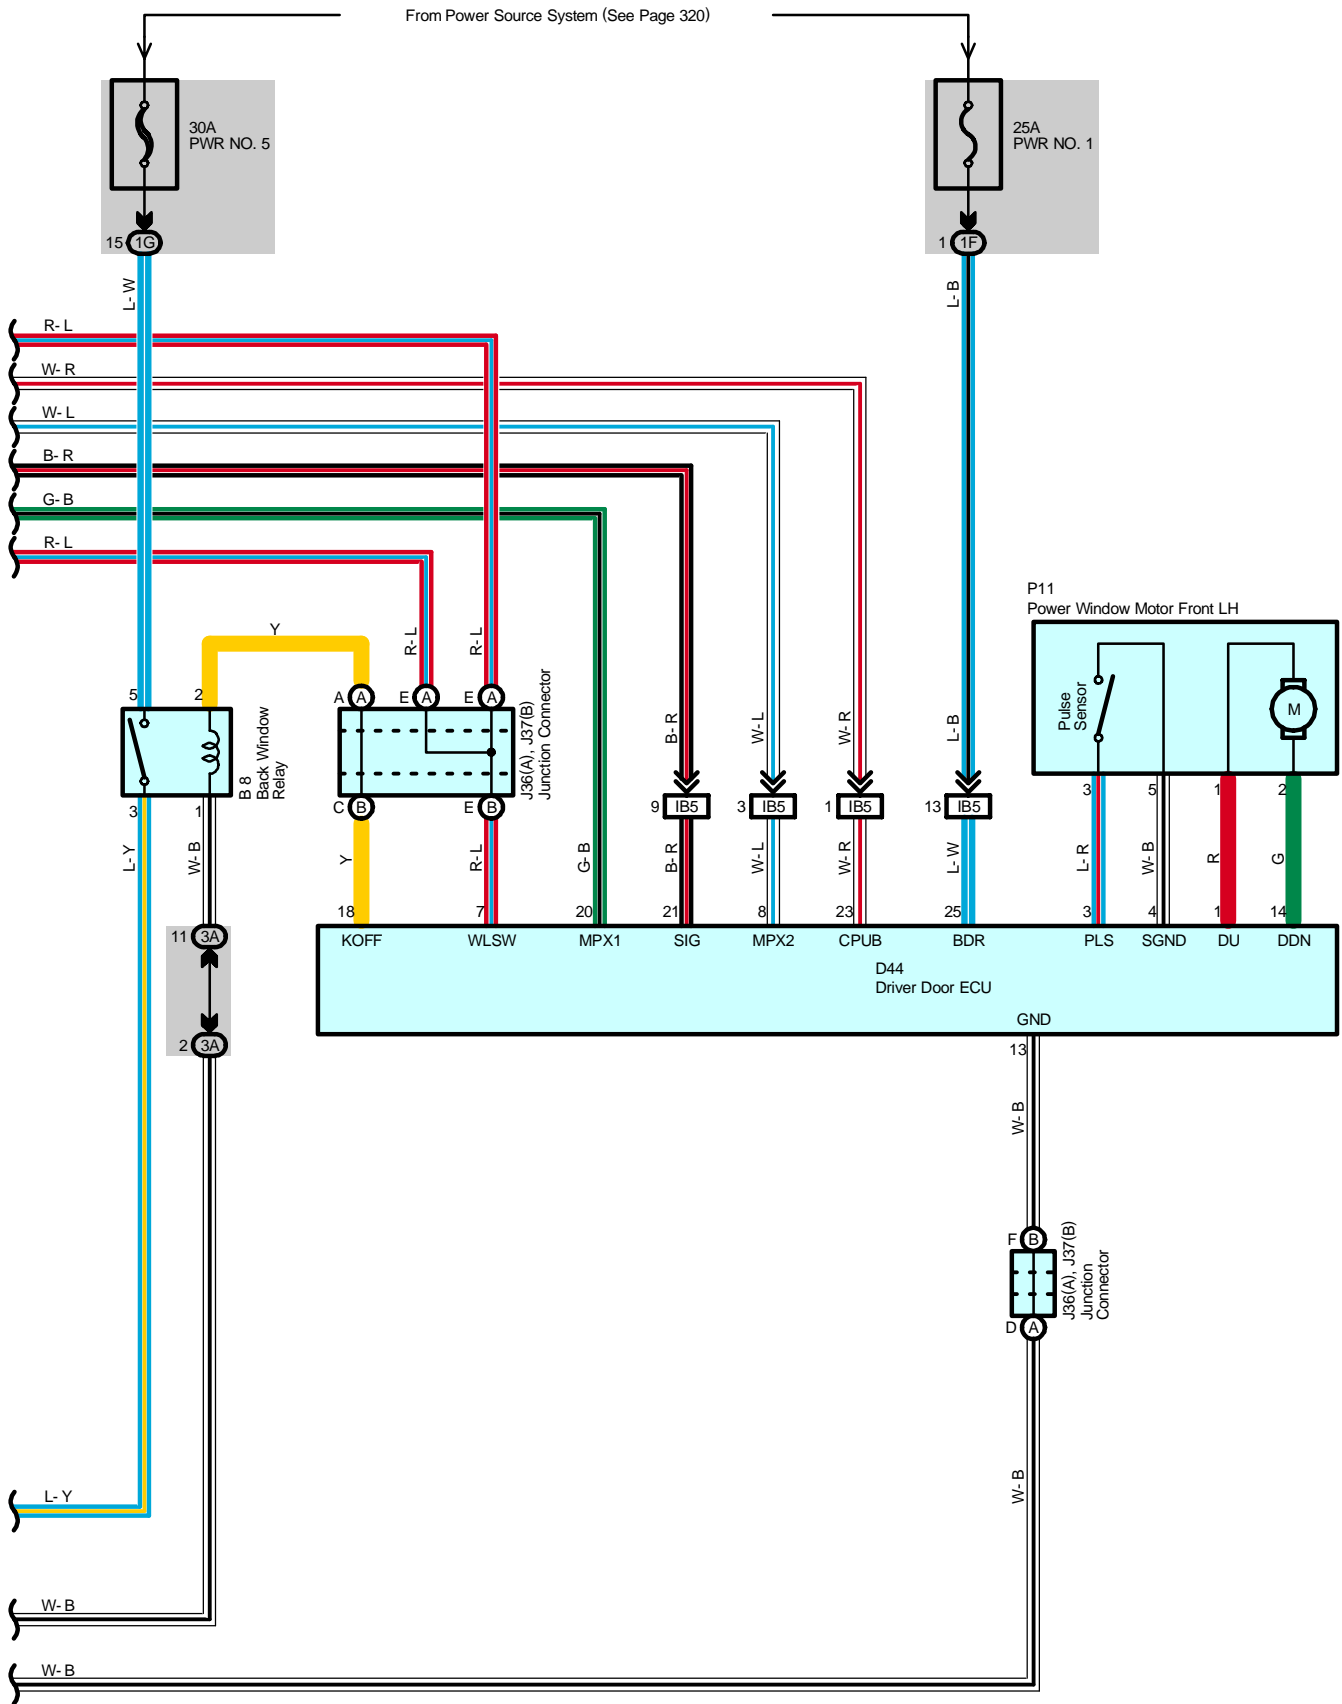 From Power Source System (See Page 320)
30A
PWR NO. 5
25A
PWR NO. 1
15 1G
1 1F
L- W
L- B
R- L
W- R
W- L
B- R
G- B
R- L
P11
Power Window Motor Front LH
Y
R- L
R- L
Pulse
Sensor
M
5
2
A A
E A
E A
B 8
Back Window
Relay
J36(A), J37(B)
Junction Connector
B- R
W- L
W- R
L- B
3
1
C B
E B
9 IB5
3 IB5
1 IB5
13 IB5
3
5
1
2
L- Y
W- B
Y
R- L
G- B
B- R
W- L
W- R
L- W
L- R
W- B
R
G
18
7
20
21
8
23
25
3
4
1
14
KOFF
WLSW
MPX1
SIG
MPX2
CPUB
BDR
PLS
SGND
DU
DDN
11 3A
D44
Driver Door ECU
GND
2 3A
13
W- B
F B
J36(A), J37(B)
Junction
Connector
D A
W- B
L- Y
W- B
W- B